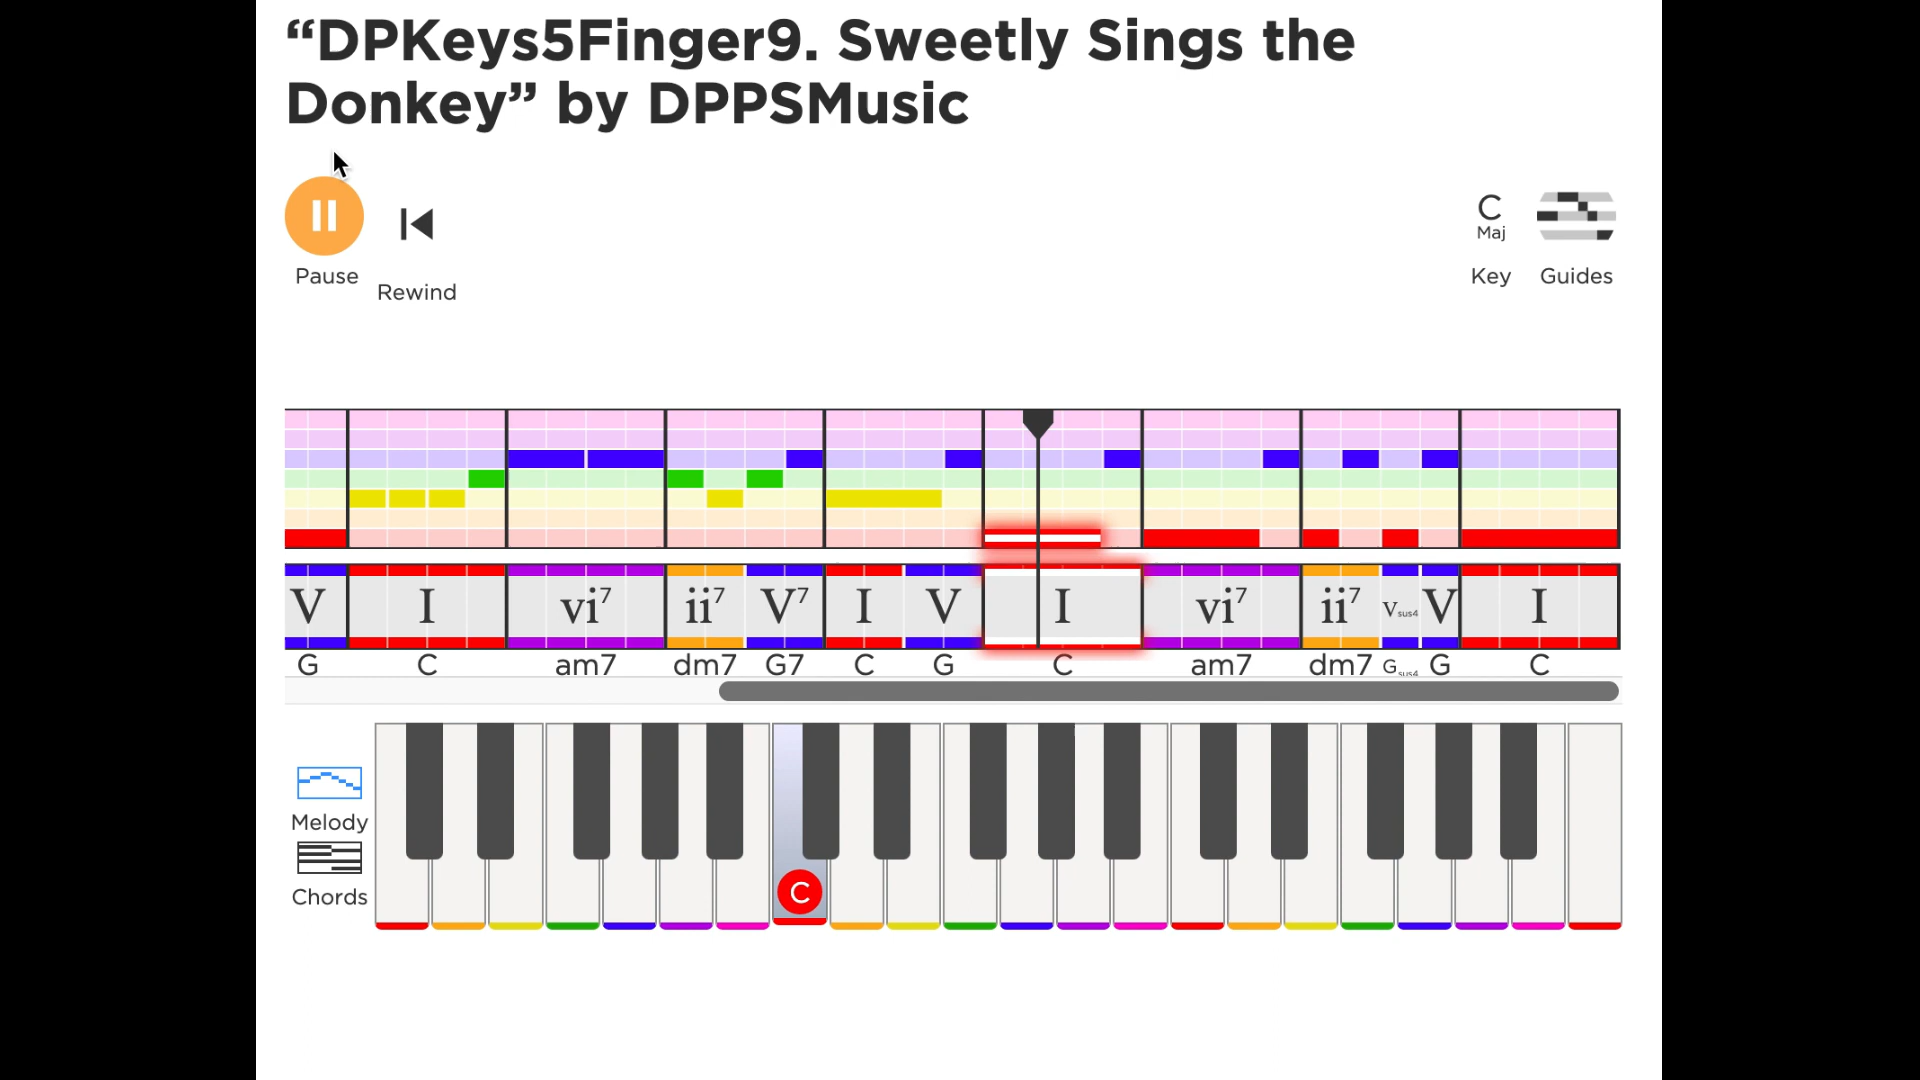 “DPKeys5Finger9. Sweetly Sings the
Donkey” by DPPSMusic
Pause
Rewind
C
Maj
Key
Guides
V I vi7 ii7 V7 I V I vi7 ii7 Vsus4 V I
G C am7 dm7 G7 C G C am7 dm7 Gsus4 G C
Melody
Chords
C